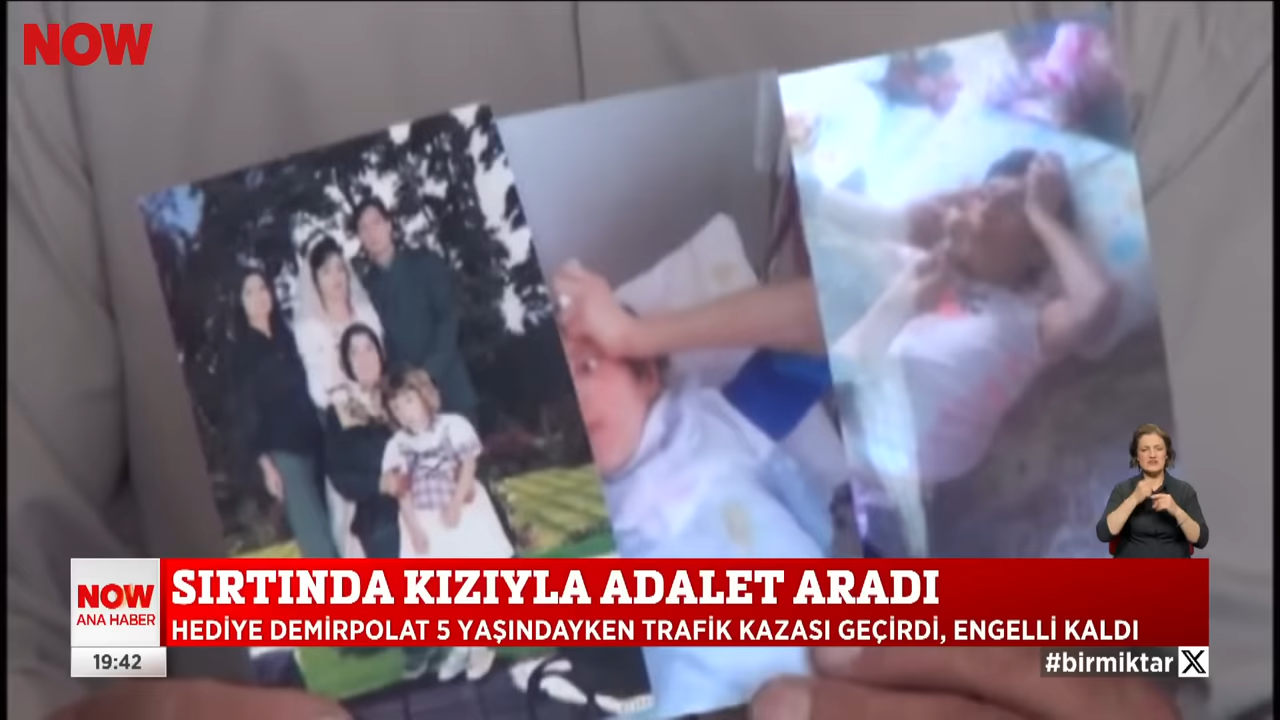 NOW
SIRTINDA KIZIYLA ADALET ARADI
NOW
ANA HABER
HEDİYE DEMİRPOLAT 5 YAŞINDAYKEN TRAFİK KAZASI GEÇİRDİ, ENGELLİ KALDI
19:42
#birmiktar X